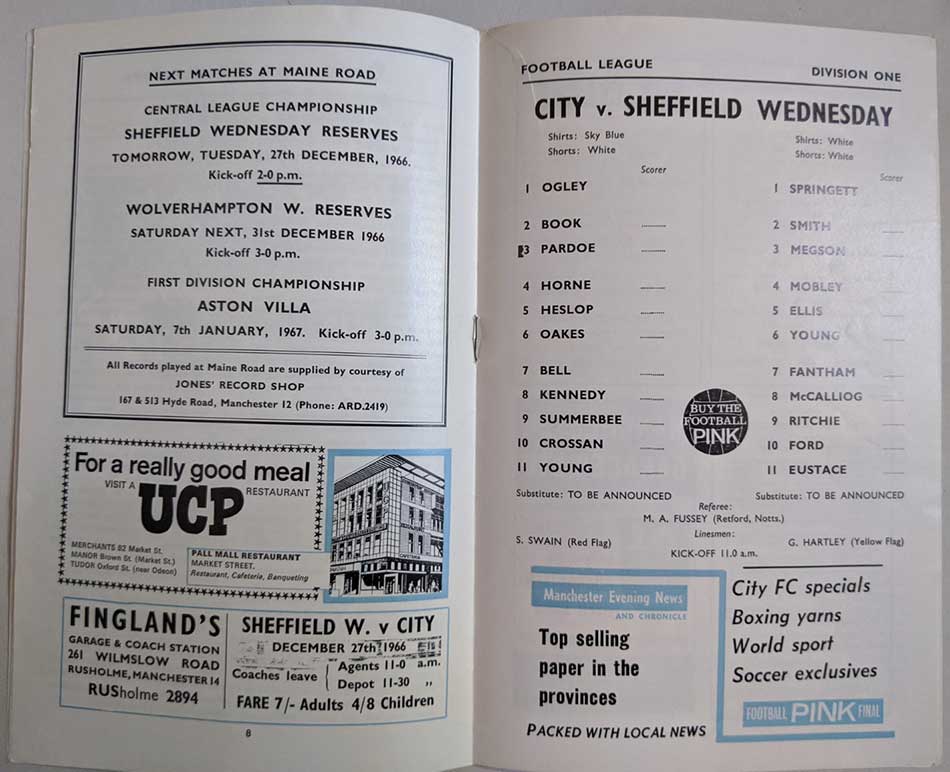 NEXT MATCHES AT MAINE ROAD
CENTRAL LEAGUE CHAMPIONSHIP
SHEFFIELD WEDNESDAY RESERVES
TOMORROW, TUESDAY, 27th DECEMBER, 1966.
Kick-off 2-0 p.m.
WOLVERHAMPTON W. RESERVES
SATURDAY NEXT, 31st DECEMBER 1966
Kick-off 3-0 p.m.
FIRST DIVISION CHAMPIONSHIP
ASTON VILLA
SATURDAY, 7th JANUARY, 1967. Kick-off 3-0 p.m.
All Records played at Maine Road are supplied by courtesy of
JONES' RECORD SHOP
167 & 513 Hyde Road, Manchester 12 (Phone: ARD.2419)
For a really good meal
VISIT A UCP RESTAURANT
MERCHANTS 82 Market St.
MANOR Brown St. (Market St.)
TUDOR Oxford St. (near Odeon)
PALL MALL RESTAURANT
MARKET STREET.
Restaurant, Cafeteria, Banqueting
FINGLAND'S
GARAGE & COACH STATION
261 WILMSLOW ROAD
RUSHOLME, MANCHESTER 14
RUSholme 2894
SHEFFIELD W. v CITY
DECEMBER 27th 1966
Coaches leave Agents 11-0 a.m.
Depot 11-30 ,,
FARE 7/- Adults 4/8 Children
8
FOOTBALL LEAGUE DIVISION ONE
CITY v. SHEFFIELD WEDNESDAY
Shirts: Sky Blue Shirts: White
Shorts: White Shorts: White
Scorer Scorer
1 OGLEY 1 SPRINGETT
2 BOOK 2 SMITH
3 PARDOE 3 MEGSON
4 HORNE 4 MOBLEY
5 HESLOP 5 ELLIS
6 OAKES 6 YOUNG
7 BELL 7 FANTHAM
8 KENNEDY 8 McCALLIOG
9 SUMMERBEE 9 RITCHIE
10 CROSSAN 10 FORD
11 YOUNG 11 EUSTACE
BUY THE
FOOTBALL
PINK
Substitute: TO BE ANNOUNCED Substitute: TO BE ANNOUNCED
Referee:
M. A. FUSSEY (Retford, Notts.)
Linesmen:
S. SWAIN (Red Flag) G. HARTLEY (Yellow Flag)
KICK-OFF 11.0 a.m.
Manchester Evening News
AND CHRONICLE
Top selling
paper in the
provinces
PACKED WITH LOCAL NEWS
City FC specials
Boxing yarns
World sport
Soccer exclusives
FOOTBALL PINK FINAL